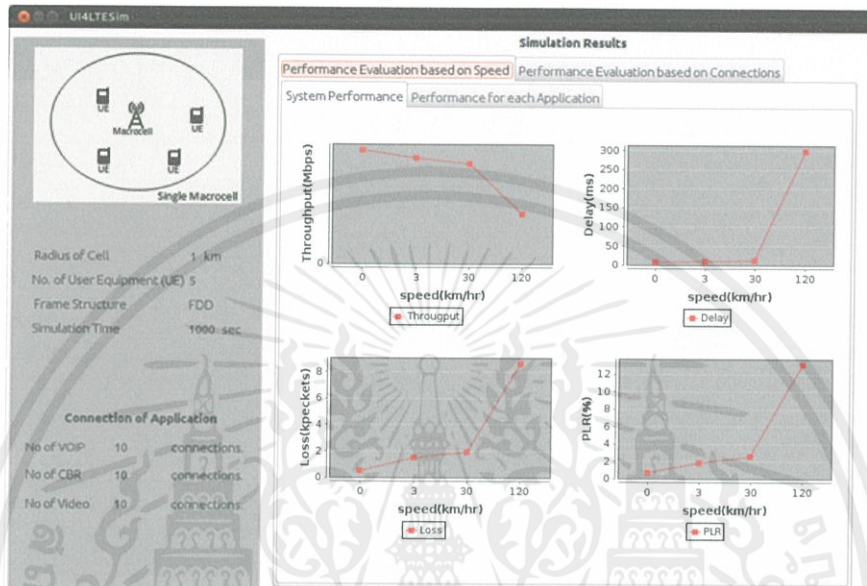 UI4LTESim
UE
UE
Macrocell
UE
UE
Single Macrocell
Radius of Cell 1 km
No. of User Equipment (UE) 5
Frame Structure FDD
Simulation Time 1000 sec
Connection of Application
No of VOIP 10 connections.
No of CBR 10 connections.
No of Video 10 connections.
Simulation Results
Performance Evaluation based on Speed
Performance Evaluation based on Connections
System Performance
Performance for each Application
Throughput(Mbps)
0
0 3 30 120
speed(km/hr)
Througput
Delay(ms)
300
250
200
150
100
50
0
0 3 30 120
speed(km/hr)
Delay
Loss(kpeckets)
8
6
4
2
0
0 3 30 120
speed(km/hr)
Loss
PLR(%)
12
10
8
6
4
2
0
0 3 30 120
speed(km/hr)
PLR